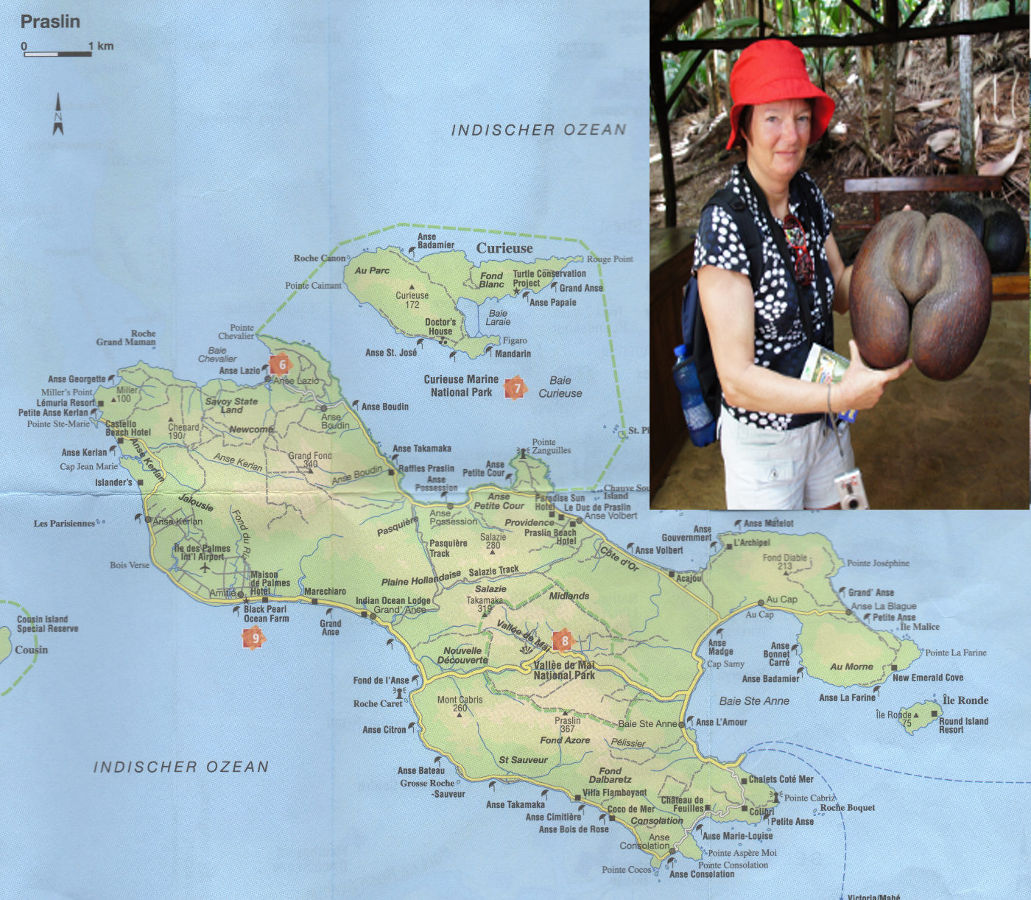 Praslin
0 1 km
N
INDISCHER OZEAN
Anse
Badamier
Curieuse
Roche Canon
Rouge Point
Au Parc
Fond
Blanc
Turtle Conservation
Project
Grand Anse
Pointe Caimant
Curieuse
172
Anse Papaie
Baie
Laraie
Doctor's
House
Figaro
Anse St. José
Mandarin
Pointe
Chevalier
Roche
Grand Maman
Baie
Chevalier
6
Anse Lazio
Anse Lazio
Curieuse Marine
National Park
7
Baie
Curieuse
Anse Georgette
Miller's Point
Miller
100
Lémuria Resort
Petite Anse Kerlan
Pointe Ste-Marie
Savoy State
Land
Anse Boudin
Anse
Boudin
Castello
Beach Hotel
Chenard
190
Newcome
St. P
Pointe
Zanguilles
Anse Kerlan
Cap Jean Marie
Anse Kerlan
Anse Kerlan
Grand Fond
340
Anse Boudin
Anse Takamaka
Raffles Praslin
Anse
Possession
Anse
Petite Cour
Islander's
Jalousie
Chauve Sou
Island
Paradise Sun
Hotel
Le Duc de Praslin
Anse
Petite Cour
Anse
Possession
Anse Volbert
Providence
Praslin Beach
Hotel
Les Parisiennes
Anse Kerlan
Fond du Ri
Pasquière
Pasquière
Track
Salazie
280
Côte d'Or
Anse Volbert
Anse
Gouvernment
Anse Matelot
L'Archipel
Fond Diable
213
Pointe Joséphine
Île des Palmes
Int'l Airport
Bois Verse
Maison
de Palmes
Hotel
Amitié
Marechiaro
Plaine Hollandaise
Salazie Track
Salazie
Acajou
Grand' Anse
Black Pearl
Ocean Farm
Grand
Anse
Indian Ocean Lodge
Grand' Anse
Takamaka
319
Midlands
Au Cap
Au Cap
Anse La Blague
Petite Anse
Île Malice
Cousin Island
Special Reserve
Cousin
9
Vallée de Mai
8
Vallée de Mai
National Park
Nouvelle
Découverte
Anse
Madge
Cap Samy
Anse
Bonnet
Carré
Pointe La Farine
Au Morne
New Emerald Cove
Fond de l'Anse
Roche Caret
Anse Badamier
Anse La Farine
Mont Cabris
260
Baie Ste Anne
Île Ronde
Île Ronde
75
Round Island
Resort
Praslin
367
Baie Ste Anne
Anse L'Amour
Anse Citron
Fond Azore
Pélissier
INDISCHER OZEAN
St Sauveur
Anse Bateau
Grosse Roche
-Sauveur
Fond
Dalbaretz
Chalets Coté Mer
Anse Takamaka
Villa Flamboyant
Château de
Feuilles
Pointe Cabriz
Roche Boquet
Anse Cimitière
Coco de Mer
Colibri
Petite Anse
Anse Bois de Rose
Consolation
Anse Marie-Louise
Anse
Consolation
Pointe Aspère Moi
Pointe Consolation
Pointe Cocos
Anse Consolation
Victoria/Mahé